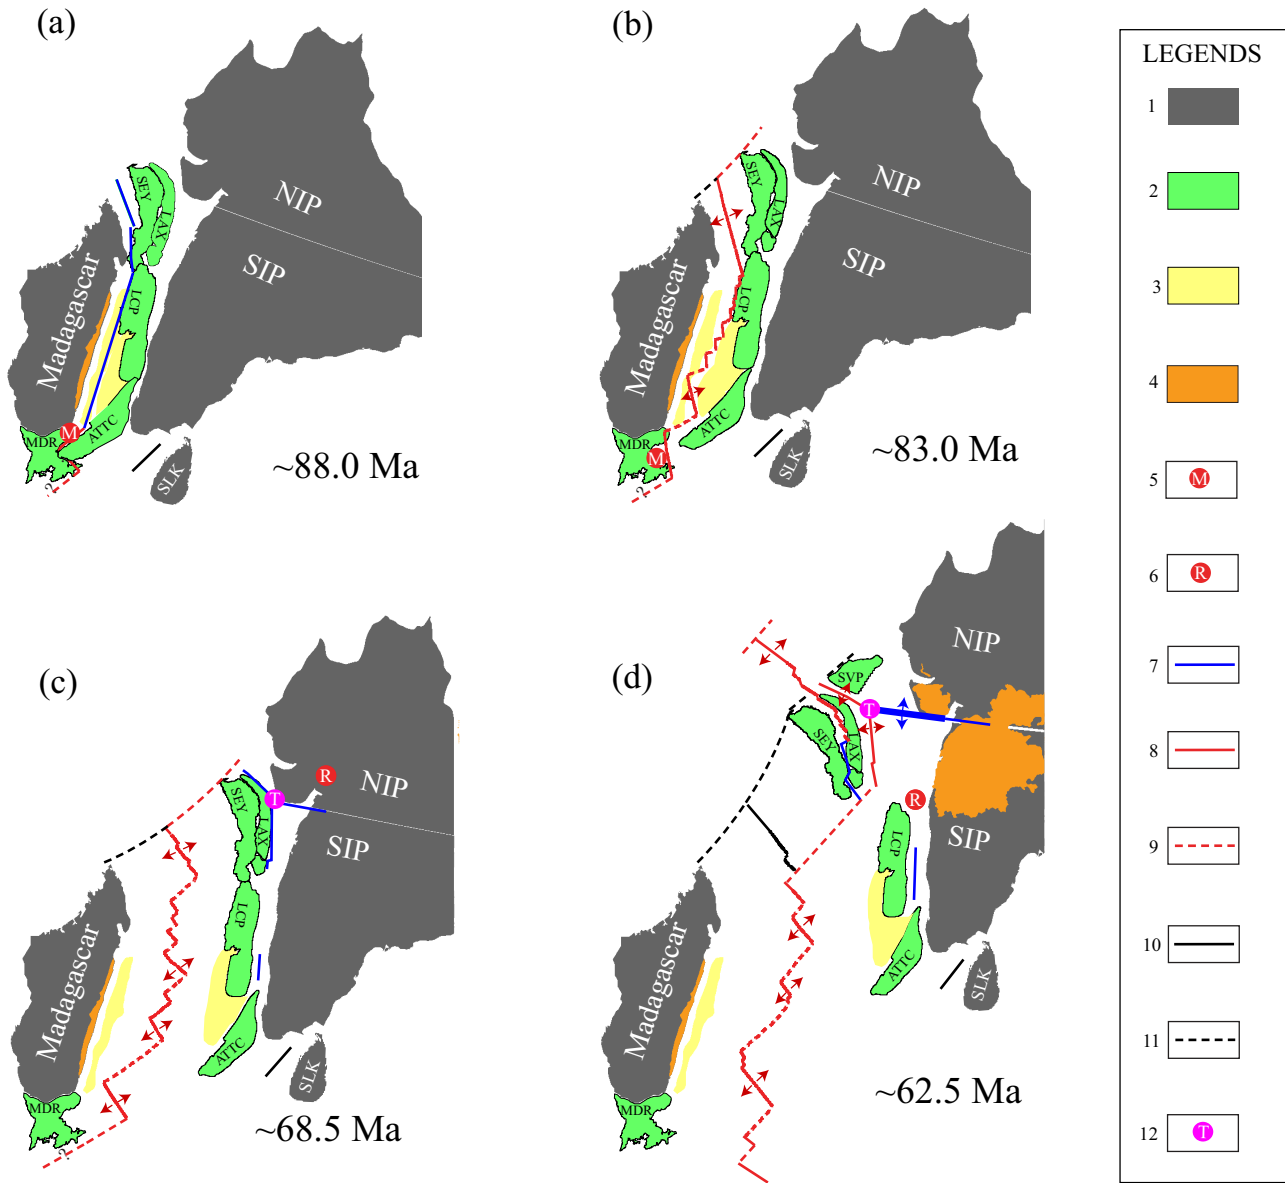 (a)
SEY
LAX
NIP
SIP
Madagascar
LCP
M
MDR
ATTC
?
SLK
~88.0 Ma
(b)
SEY
LAX
NIP
SIP
Madagascar
LCP
MDR
M
ATTC
?
SLK
~83.0 Ma
(c)
SEY
LAX
T
R
NIP
SIP
LCP
Madagascar
ATTC
MDR
?
SLK
~68.5 Ma
(d)
NIP
SVP
T
SEY
LAX
R
SIP
LCP
Madagascar
ATTC
SLK
MDR
~62.5 Ma
LEGENDS
1
2
3
4
5 M
6 R
7
8
9
10
11
12 T